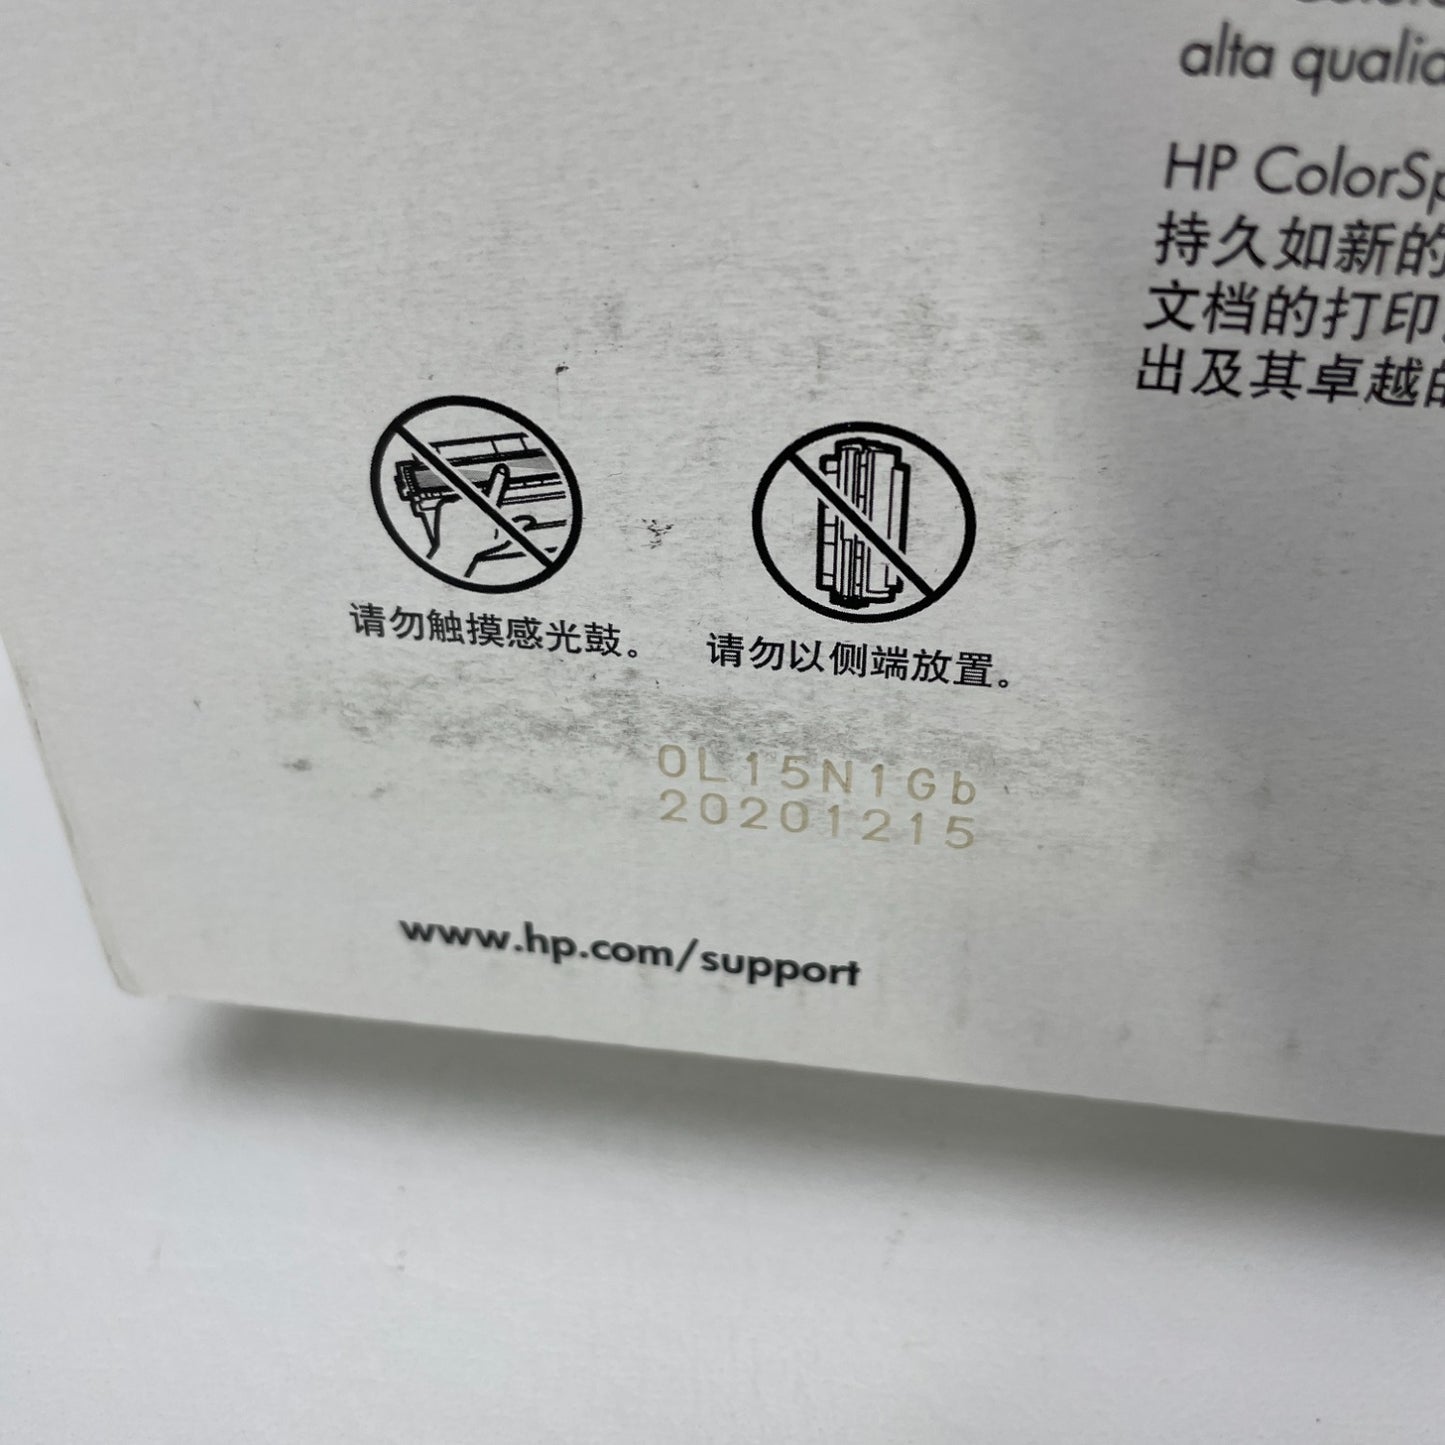 alta
HP
持久如新的
文档的打印
出及其卓越的
请勿触摸感光鼓。
请勿以侧端放置。
0L15N1Gb
20201215
www.hp.com/support